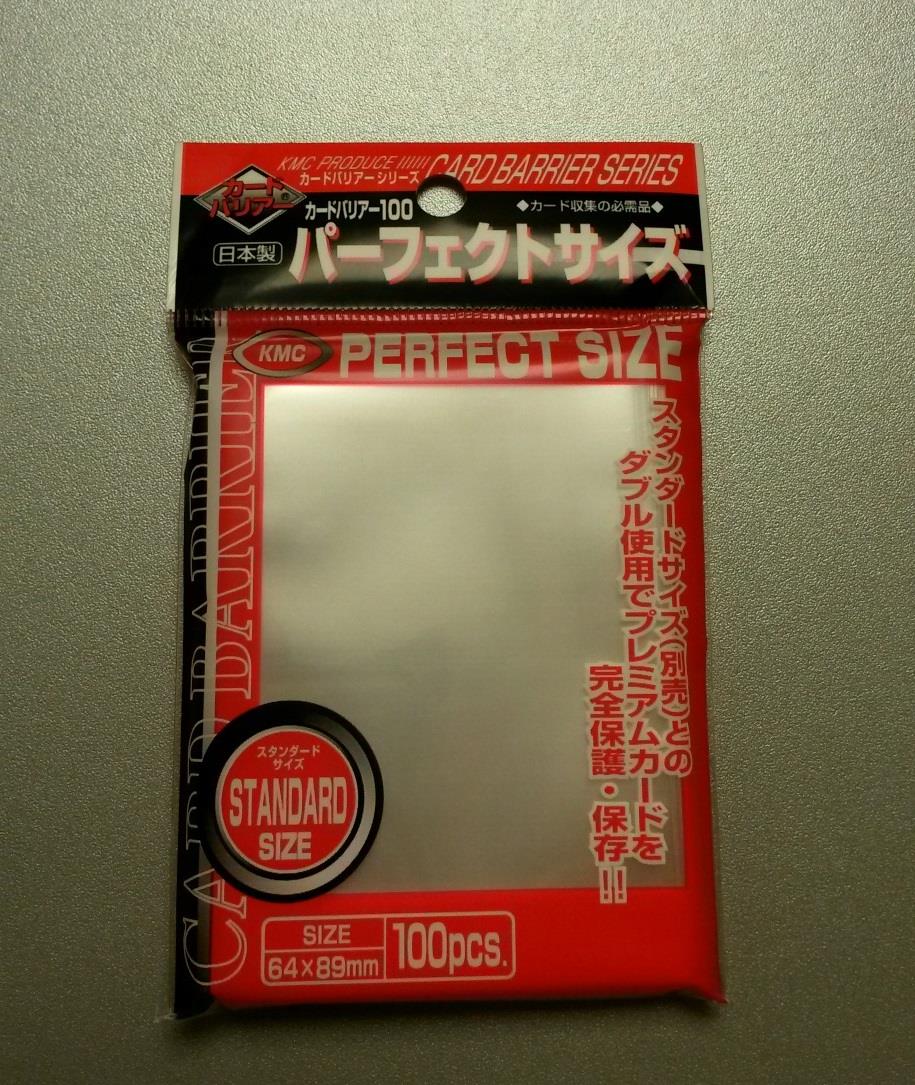 KMC PRODUCE ////// CARD BARRIER SERIES
カードバリアーシリーズ
カード
バリアー®
カードバリアー100
◆カード収集の必需品◆
日本製
パーフェクトサイズ
KMC
PERFECT SIZE
CARD BARRIER
スタンダードサイズ(別売)との
ダブル使用でプレミアムカードを
完全保護・保存!!
スタンダード
サイズ
STANDARD
SIZE
SIZE
64×89mm
100pcs.